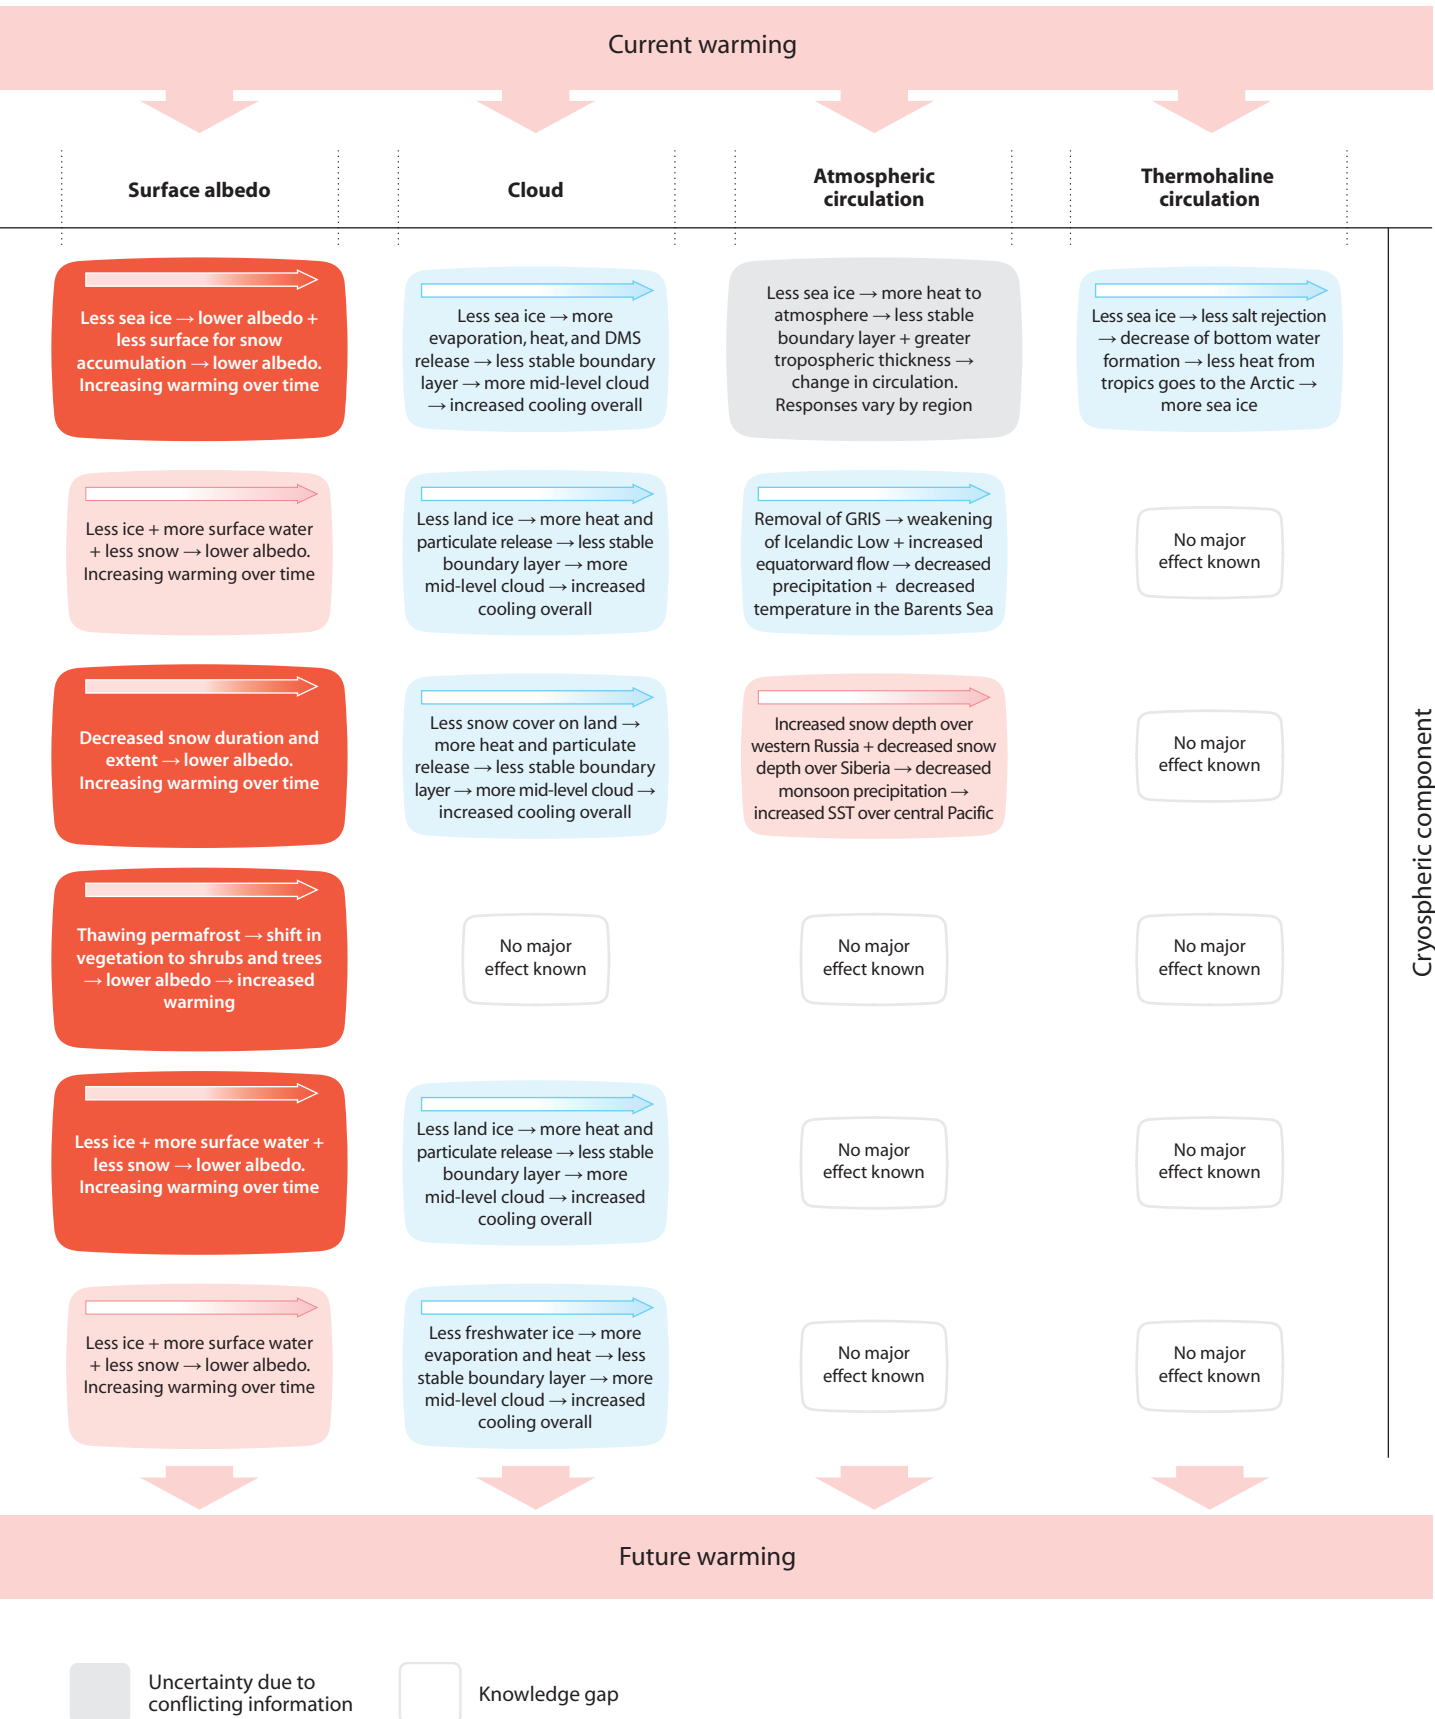 Current warming
Surface albedo
Cloud
Atmospheric
circulation
Thermohaline
circulation
Less sea ice → lower albedo +
less surface for snow
accumulation → lower albedo.
Increasing warming over time
Less sea ice → more
evaporation, heat, and DMS
release → less stable boundary
layer → more mid-level cloud
→ increased cooling overall
Less sea ice → more heat to
atmosphere → less stable
boundary layer + greater
tropospheric thickness →
change in circulation.
Responses vary by region
Less sea ice → less salt rejection
→ decrease of bottom water
formation → less heat from
tropics goes to the Arctic →
more sea ice
Less ice + more surface water
+ less snow → lower albedo.
Increasing warming over time
Less land ice → more heat and
particulate release → less stable
boundary layer → more
mid-level cloud → increased
cooling overall
Removal of GRIS → weakening
of Icelandic Low + increased
equatorward flow → decreased
precipitation + decreased
temperature in the Barents Sea
No major
effect known
Decreased snow duration and
extent → lower albedo.
Increasing warming over time
Less snow cover on land →
more heat and particulate
release → less stable boundary
layer → more mid-level cloud →
increased cooling overall
Increased snow depth over
western Russia + decreased snow
depth over Siberia → decreased
monsoon precipitation →
increased SST over central Pacific
No major
effect known
Thawing permafrost → shift in
vegetation to shrubs and trees
→ lower albedo → increased
warming
No major
effect known
No major
effect known
No major
effect known
Less ice + more surface water +
less snow → lower albedo.
Increasing warming over time
Less land ice → more heat and
particulate release → less stable
boundary layer → more
mid-level cloud → increased
cooling overall
No major
effect known
No major
effect known
Less ice + more surface water
+ less snow → lower albedo.
Increasing warming over time
Less freshwater ice → more
evaporation and heat → less
stable boundary layer → more
mid-level cloud → increased
cooling overall
No major
effect known
No major
effect known
Cryospheric component
Future warming
Uncertainty due to
conflicting information
Knowledge gap